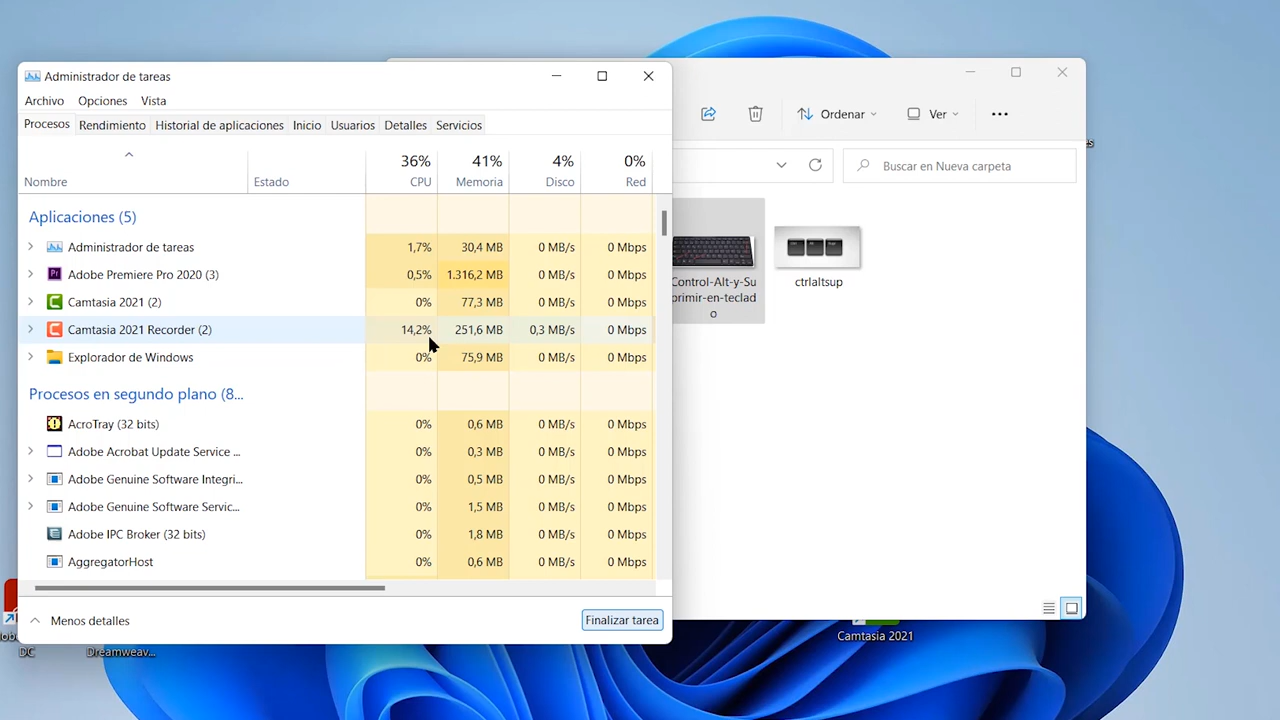 Administrador de tareas
Archivo Opciones Vista
Procesos Rendimiento Historial de aplicaciones Inicio Usuarios Detalles Servicios
36% 41% 4% 0%
Nombre Estado CPU Memoria Disco Red
Aplicaciones (5)
Administrador de tareas 1,7% 30,4 MB 0 MB/s 0 Mbps
Adobe Premiere Pro 2020 (3) 0,5% 1.316,2 MB 0 MB/s 0 Mbps
Camtasia 2021 (2) 0% 77,3 MB 0 MB/s 0 Mbps
Camtasia 2021 Recorder (2) 14,2% 251,6 MB 0,3 MB/s 0 Mbps
Explorador de Windows 0% 75,9 MB 0 MB/s 0 Mbps
Procesos en segundo plano (8...
AcroTray (32 bits) 0% 0,6 MB 0 MB/s 0 Mbps
Adobe Acrobat Update Service ... 0% 0,3 MB 0 MB/s 0 Mbps
Adobe Genuine Software Integri... 0% 0,5 MB 0 MB/s 0 Mbps
Adobe Genuine Software Servic... 0% 1,5 MB 0 MB/s 0 Mbps
Adobe IPC Broker (32 bits) 0% 1,8 MB 0 MB/s 0 Mbps
AggregatorHost 0% 0,6 MB 0 MB/s 0 Mbps
Menos detalles Finalizar tarea
Ordenar Ver
Buscar en Nueva carpeta
Control-Alt-y-Su
primir-en-teclad
o
ctrlaltsup
DC
Dreamweav...
Camtasia 2021